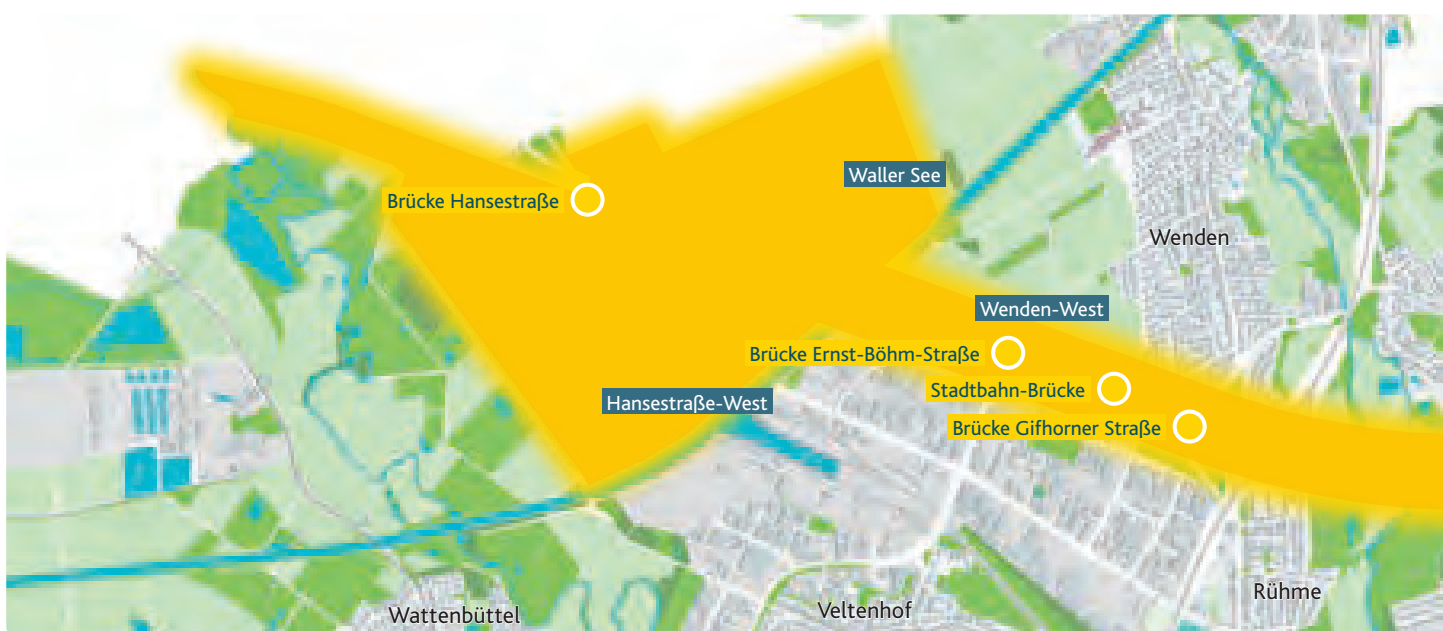 Waller See
Brücke Hansestraße
Wenden
Wenden-West
Brücke Ernst-Böhm-Straße
Stadtbahn-Brücke
Hansestraße-West
Brücke Gifhorner Straße
Rühme
Veltenhof
Wattenbüttel